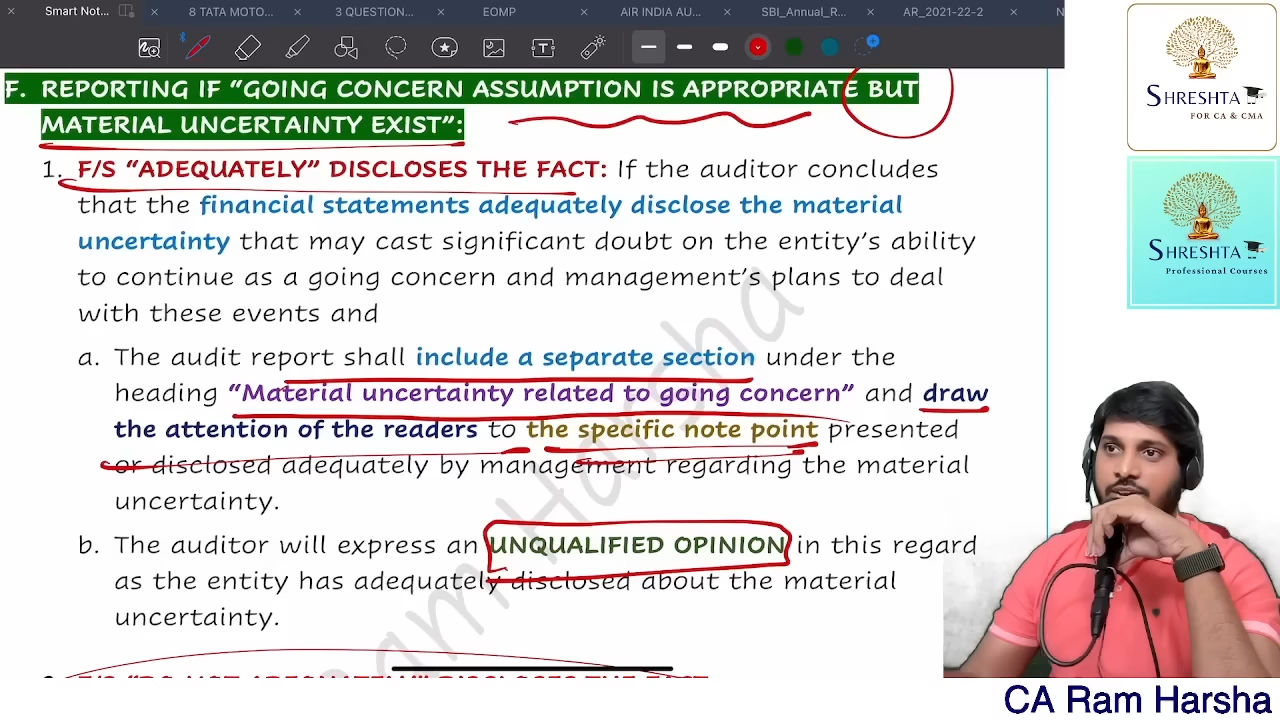 Smart Not...
8 TATA MOTO...
3 QUESTION...
EOMP
AIR INDIA AU...
SBI_Annual_R...
AR_2021-22-2
F. REPORTING IF “GOING CONCERN ASSUMPTION IS APPROPRIATE BUT
MATERIAL UNCERTAINTY EXIST”:
1. F/S “ADEQUATELY” DISCLOSES THE FACT: If the auditor concludes
that the financial statements adequately disclose the material
uncertainty that may cast significant doubt on the entity’s ability
to continue as a going concern and management’s plans to deal
with these events and
a. The audit report shall include a separate section under the
heading “Material uncertainty related to going concern” and draw
the attention of the readers to the specific note point presented
or disclosed adequately by management regarding the material
uncertainty.
b. The auditor will express an UNQUALIFIED OPINION in this regard
as the entity has adequately disclosed about the material
uncertainty.
Ram Harsha
SHRESHTA
FOR CA & CMA
SHRESHTA
Professional Courses
CA Ram Harsha